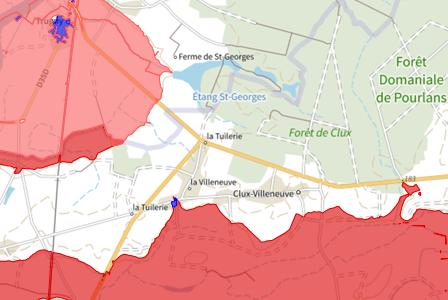 Ferme de St-Georges
Forêt
Domaniale
de Pourlans
D35D
Étang St-Georges
Forêt de Clux
la Tuilerie
183
la Villeneuve
Clux-Villeneuve
la Tuilerie